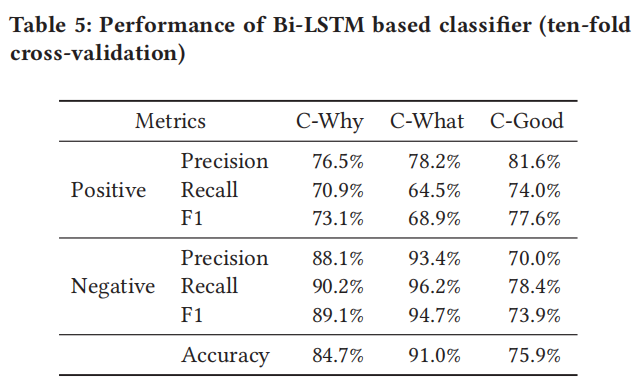 Table 5: Performance of Bi-LSTM based classifier (ten-fold
cross-validation)
Metrics C-Why C-What C-Good
Precision 76.5% 78.2% 81.6%
Positive Recall 70.9% 64.5% 74.0%
F1 73.1% 68.9% 77.6%
Precision 88.1% 93.4% 70.0%
Negative Recall 90.2% 96.2% 78.4%
F1 89.1% 94.7% 73.9%
Accuracy 84.7% 91.0% 75.9%